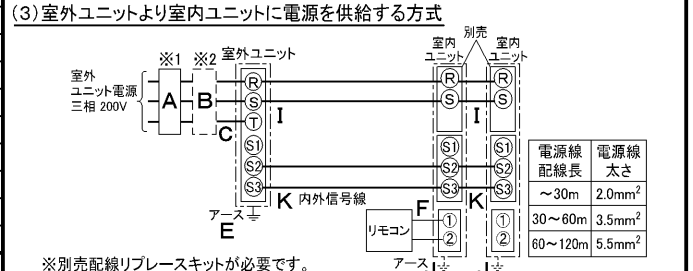 (3)室外ユニットより室内ユニットに電源を供給する方式
別売
※1 ※2 室外ユニット 室内ユニット 室内ユニット
室外
ユニット電源
三相 200V
A B C
R
S
T
S1
S2
S3
I
R
S
S1
S2
S3
I
R
S
S1
S2
S3
K 内外信号線 K
アース
E
リモコン F
①
②
①
②
アース
電源線配線長 電源線太さ
~30m 2.0mm²
30~60m 3.5mm²
60~120m 5.5mm²
※別売配線リプレースキットが必要です。